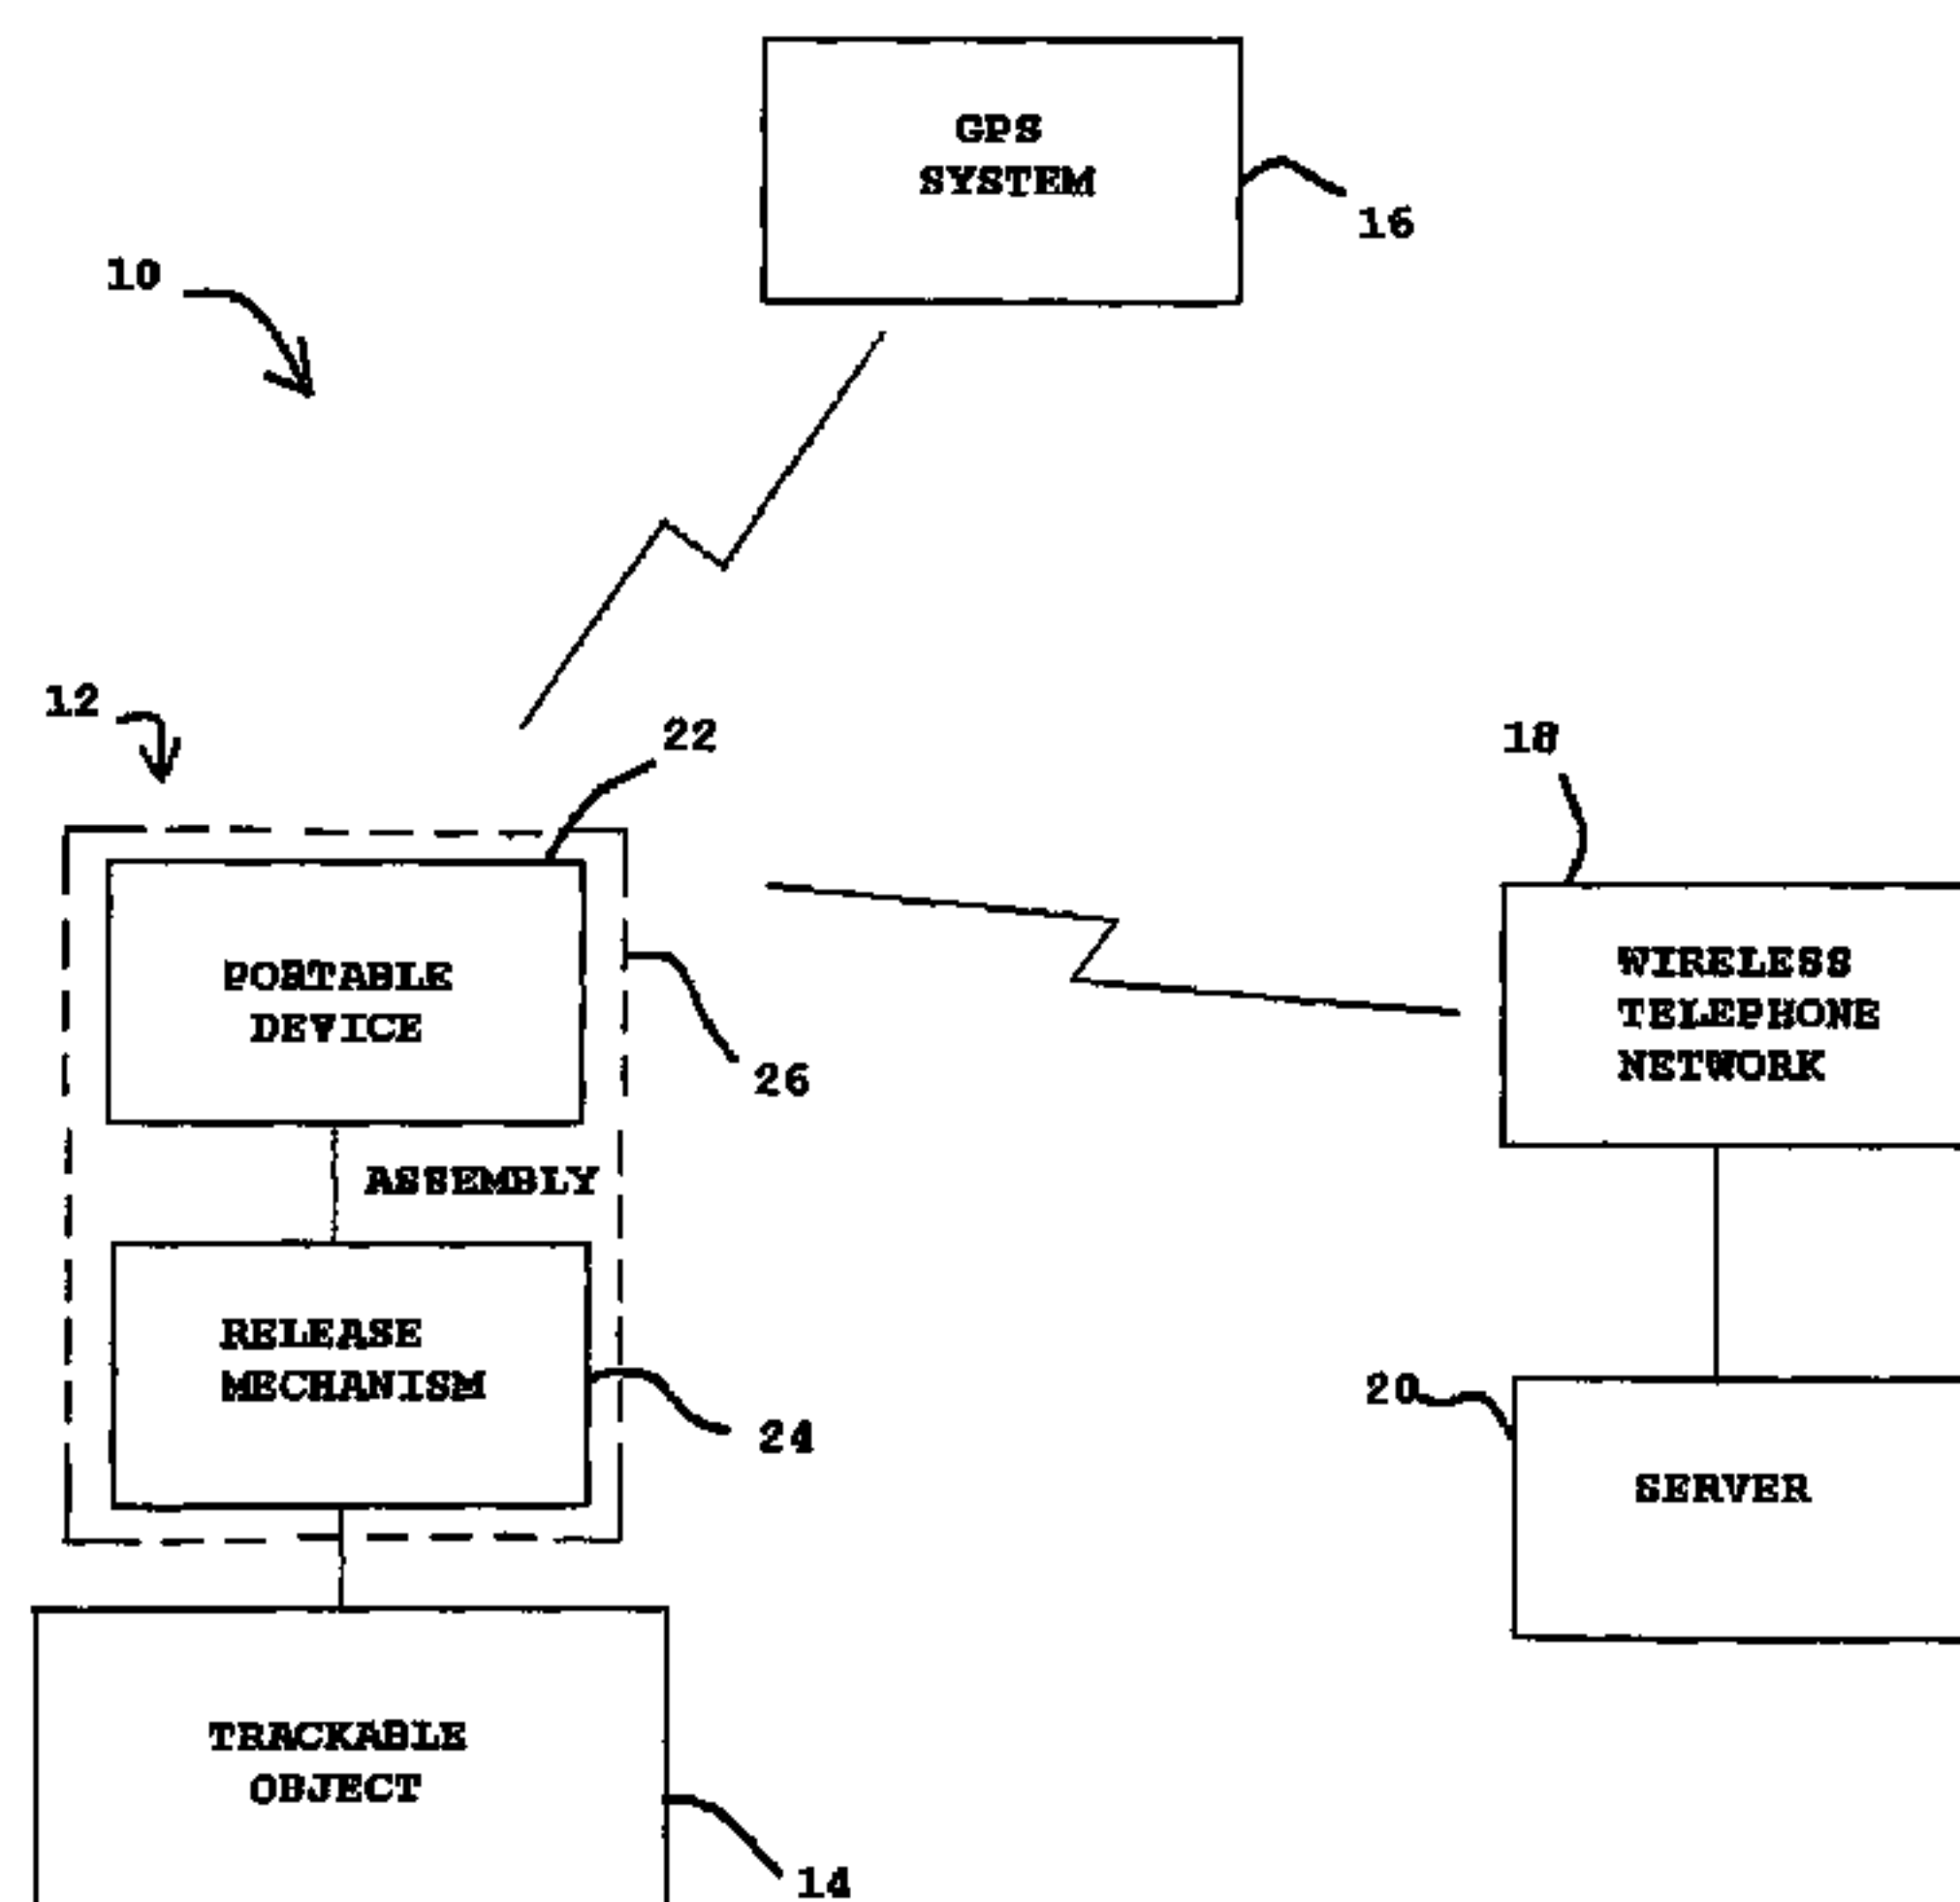 GPS
SYSTEM
16
10
12
22
18
PORTABLE
DEVICE
26
WIRELESS
TELEPHONE
NETWORK
ASSEMBLY
RELEASE
MECHANISM
24
20
SERVER
TRACKABLE
OBJECT
14